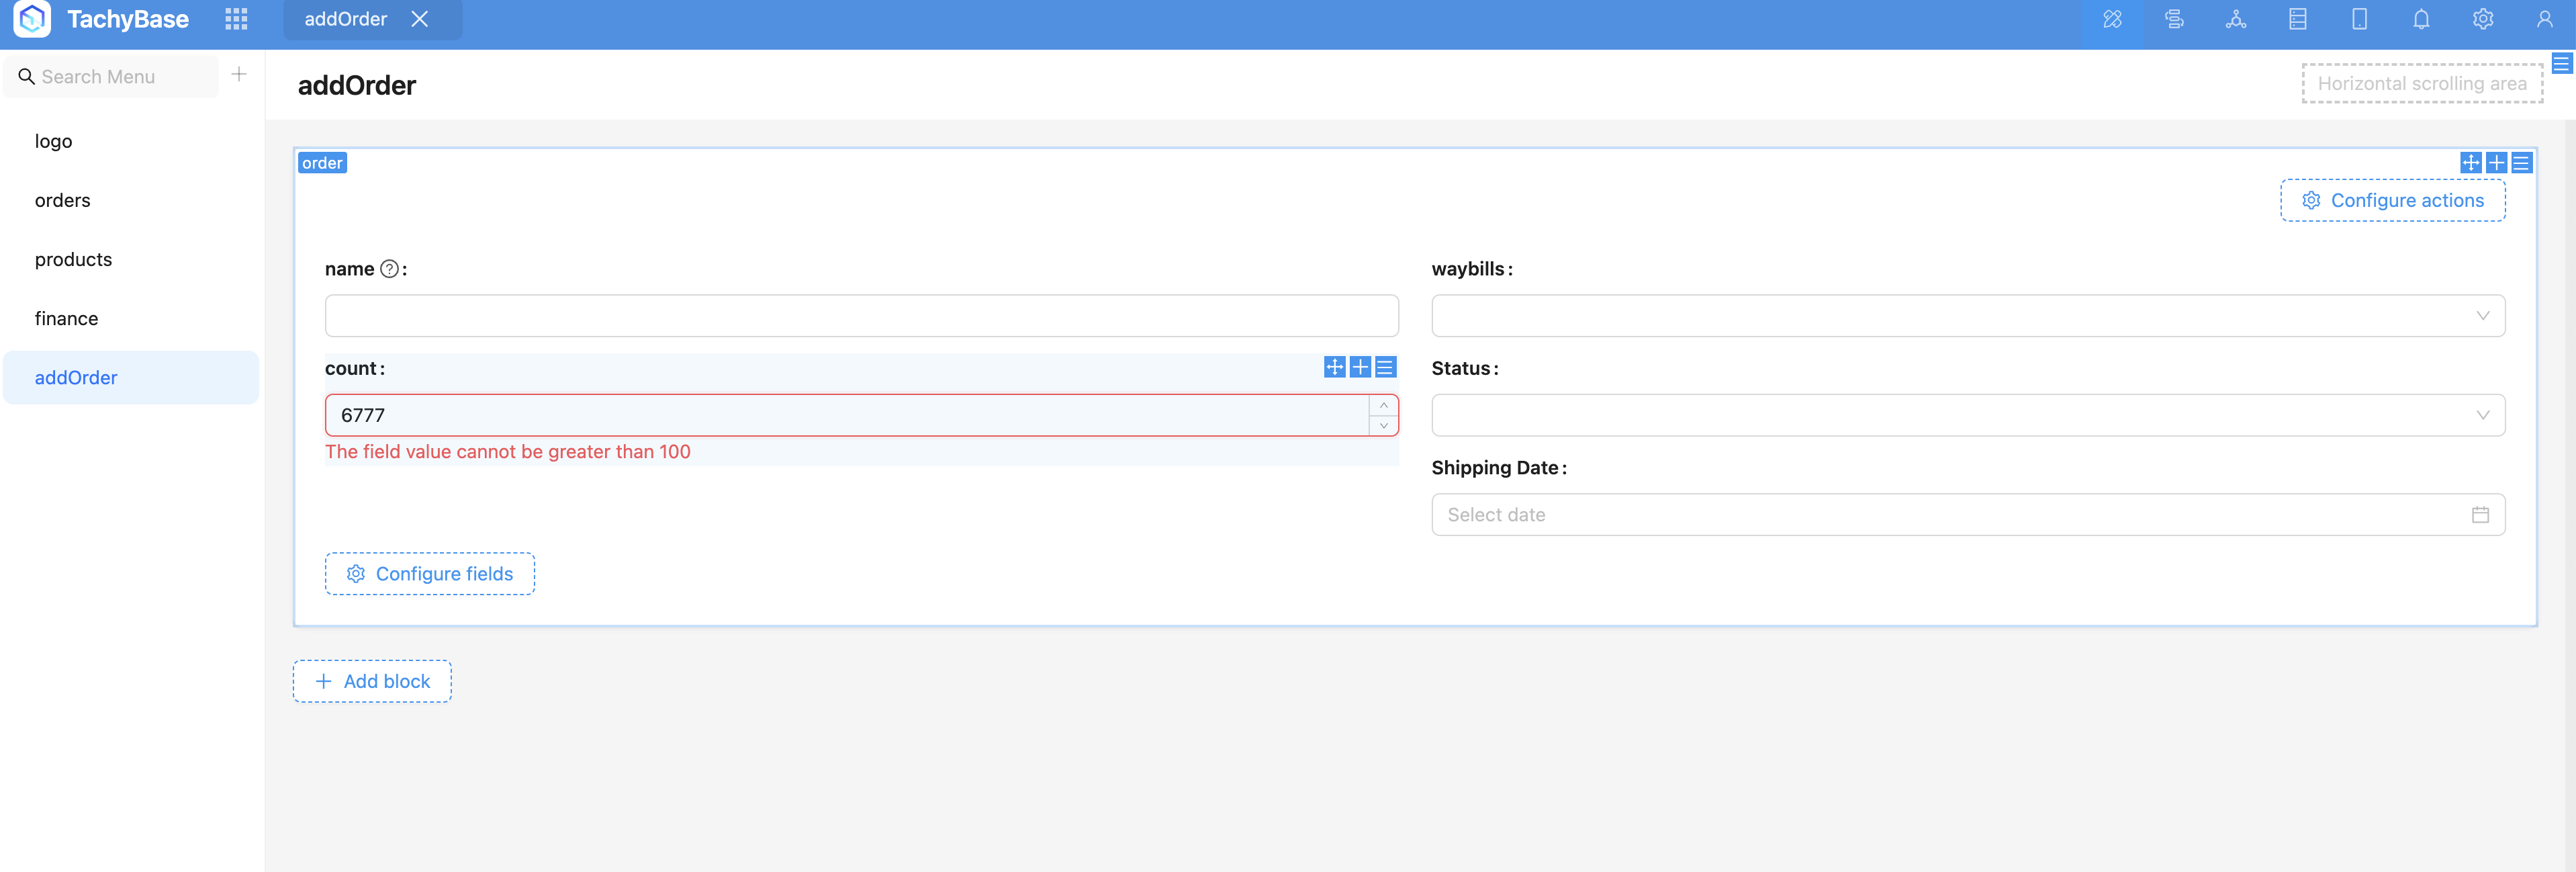 TachyBase
addOrder
Search Menu
logo
orders
products
finance
addOrder
addOrder
Horizontal scrolling area
order
Configure actions
name ? :
waybills :
count :
6777
The field value cannot be greater than 100
Status :
Shipping Date :
Select date
Configure fields
Add block